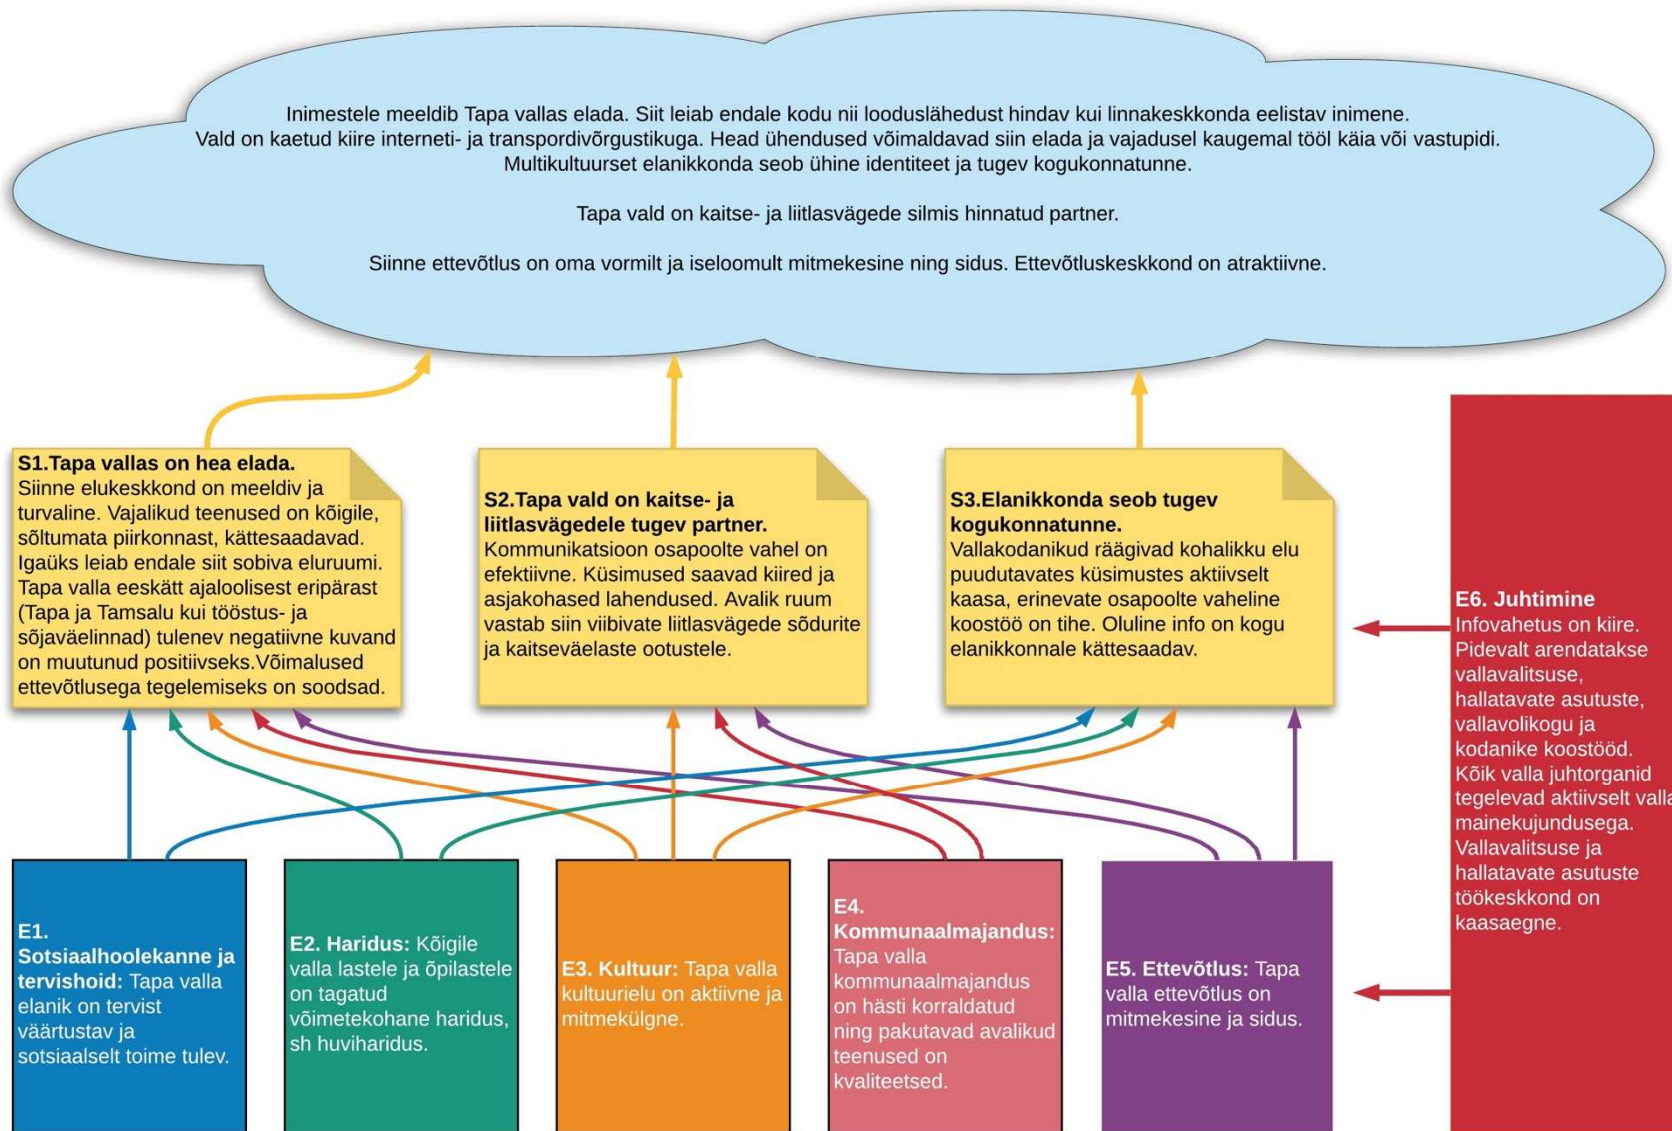 Inimestele meeldib Tapa vallas elada. Siit leiab endale kodu nii looduslähedust hindav kui linnakeskkonda eelistav inimene.
Vald on kaetud kiire interneti- ja transpordivõrgustikuga. Head ühendused võimaldavad siin elada ja vajadusel kaugemal tööl käia või vastupidi.
Multikultuurset elanikkonda seob ühine identiteet ja tugev kogukonnatunne.
Tapa vald on kaitse- ja liitlasvägede silmis hinnatud partner.
Siinne ettevõtlus on oma vormilt ja iseloomult mitmekesine ning sidus. Ettevõtluskeskkond on atraktiivne.
S1.Tapa vallas on hea elada.
Siinne elukeskkond on meeldiv ja
turvaline. Vajalikud teenused on kõigile,
sõltumata piirkonnast, kättesaadavad.
Igaüks leiab endale siit sobiva eluruumi.
Tapa valla eeskätt ajaloolisest eripärast
(Tapa ja Tamsalu kui tööstus- ja
sõjaväelinnad) tulenev negatiivne kuvand
on muutunud positiivseks.Võimalused
ettevõtlusega tegelemiseks on soodsad.
S2.Tapa vald on kaitse- ja
liitlasvägedele tugev partner.
Kommunikatsioon osapoolte vahel on
efektiivne. Küsimused saavad kiired ja
asjakohased lahendused. Avalik ruum
vastab siin viibivate liitlasvägede sõdurite
ja kaitseväelaste ootustele.
S3.Elanikkonda seob tugev
kogukonnatunne.
Vallakodanikud räägivad kohalikku elu
puudutavates küsimustes aktiivselt
kaasa, erinevate osapoolte vaheline
koostöö on tihe. Oluline info on kogu
elanikkonnale kättesaadav.
E6. Juhtimine
Infovahetus on kiire.
Pidevalt arendatakse
vallavalitsuse,
hallatavate asutuste,
vallavolikogu ja
kodanike koostööd.
Kõik valla juhtorganid
tegelevad aktiivselt valla
mainekujundusega.
Vallavalitsuse ja
hallatavate asutuste
töökeskkond on
kaasaegne.
E1.
Sotsiaalhoolekanne ja
tervishoid: Tapa valla
elanik on tervist
väärtustav ja
sotsiaalselt toime tulev.
E2. Haridus: Kõigile
valla lastele ja õpilastele
on tagatud
võimetekohane haridus,
sh huviharidus.
E3. Kultuur: Tapa valla
kultuurielu on aktiivne ja
mitmekülgne.
E4.
Kommunaalmajandus:
Tapa valla
kommunaalmajandus
on hästi korraldatud
ning pakutavad avalikud
teenused on
kvaliteetsed.
E5. Ettevõtlus: Tapa
valla ettevõtlus on
mitmekesine ja sidus.